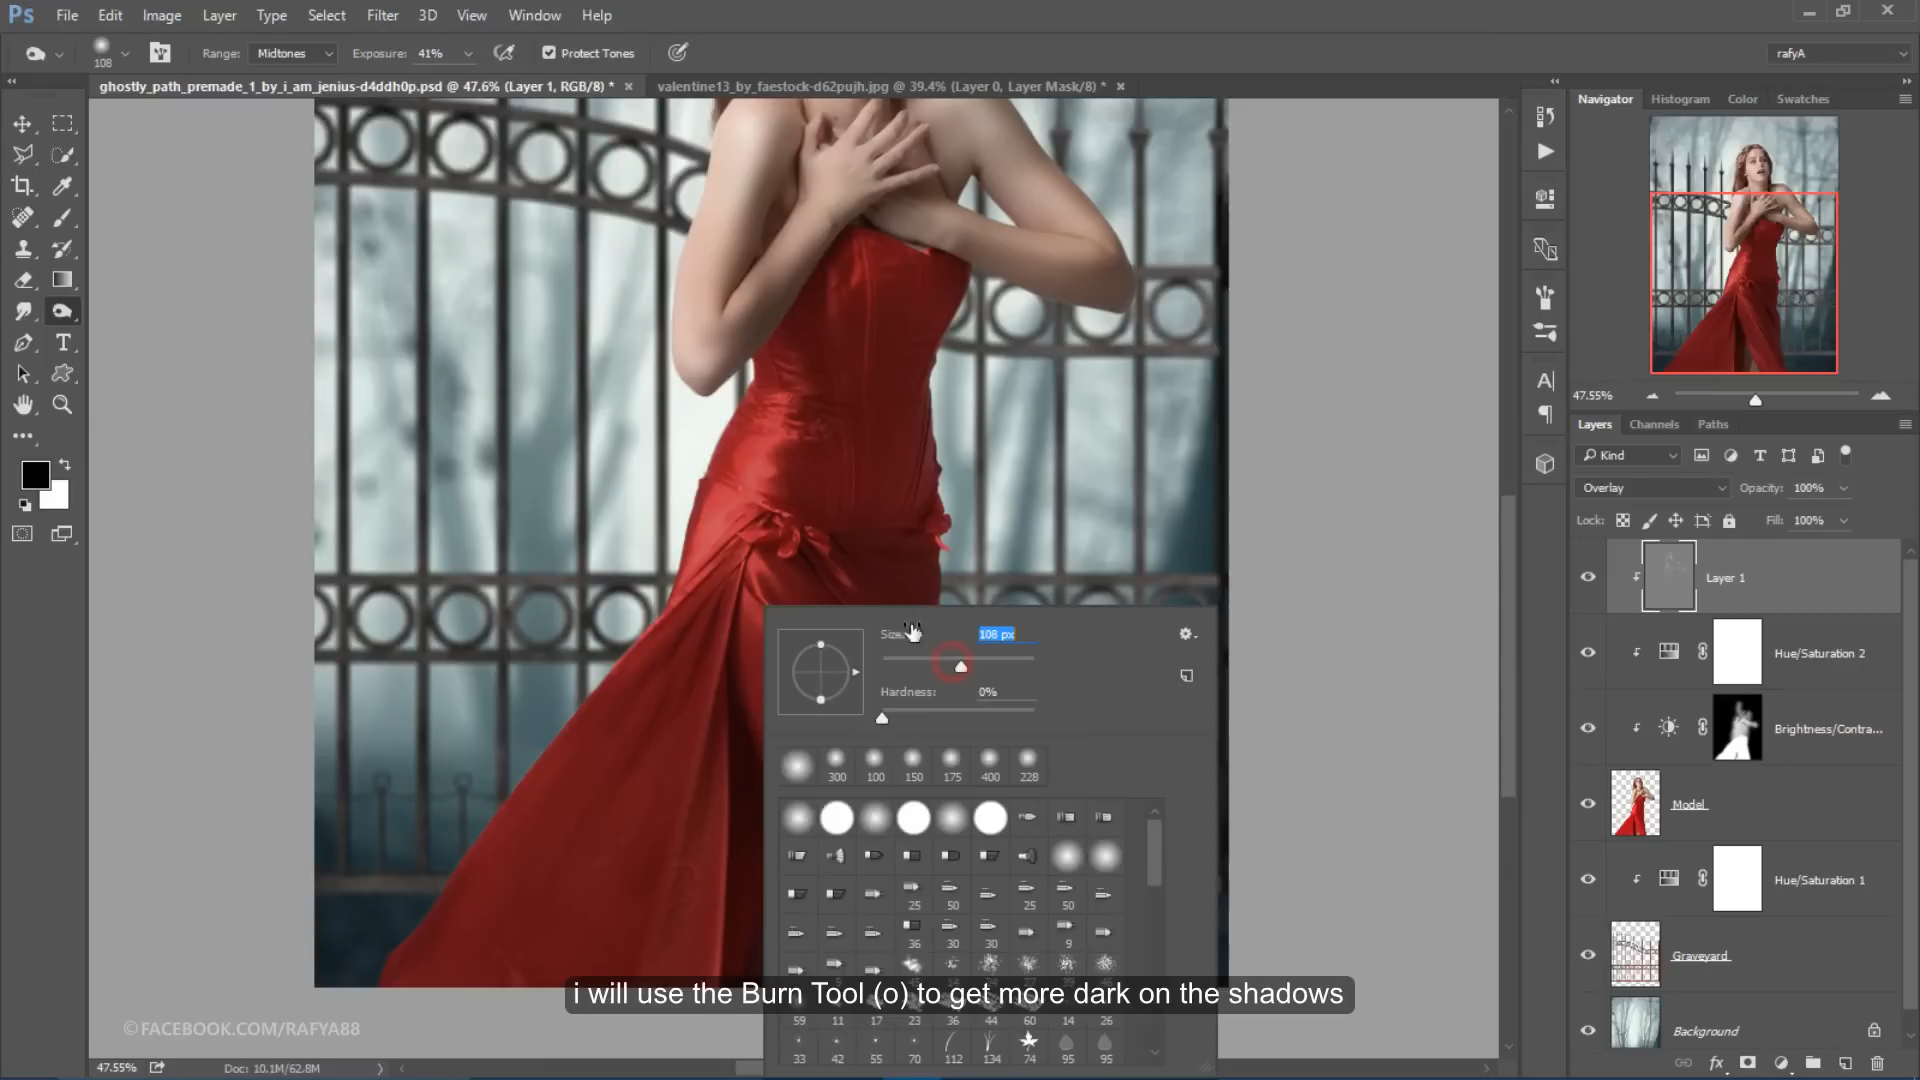 Ps File Edit Image Layer Type Select Filter 3D View Window Help
108 Range: Midtones Exposure: 41% Protect Tones rafyA
ghostly_path_premade_1_by_i_am_jenius-d4ddh0p.psd @ 47.6% (Layer 1, RGB/8) * × valentine13_by_faestock-d62pujh.jpg @ 39.4% (Layer 0, Layer Mask/8) * ×
Navigator Histogram Color Swatches
47.55%
Layers Channels Paths
Kind
Overlay Opacity: 100%
Lock: Fill: 100%
Layer 1
Hue/Saturation 2
Brightness/Contra...
Model
Hue/Saturation 1
Graveyard
Background
Size: 108 px
Hardness: 0%
300 100 150 175 400 228
25 50 25 50
36 30 30 9
59 11 17 23 36 44 60 14 26
33 42 55 70 112 134 74 95 95
i will use the Burn Tool (o) to get more dark on the shadows
©FACEBOOK.COM/RAFYA88
47.55% Doc: 10.1M/62.8M